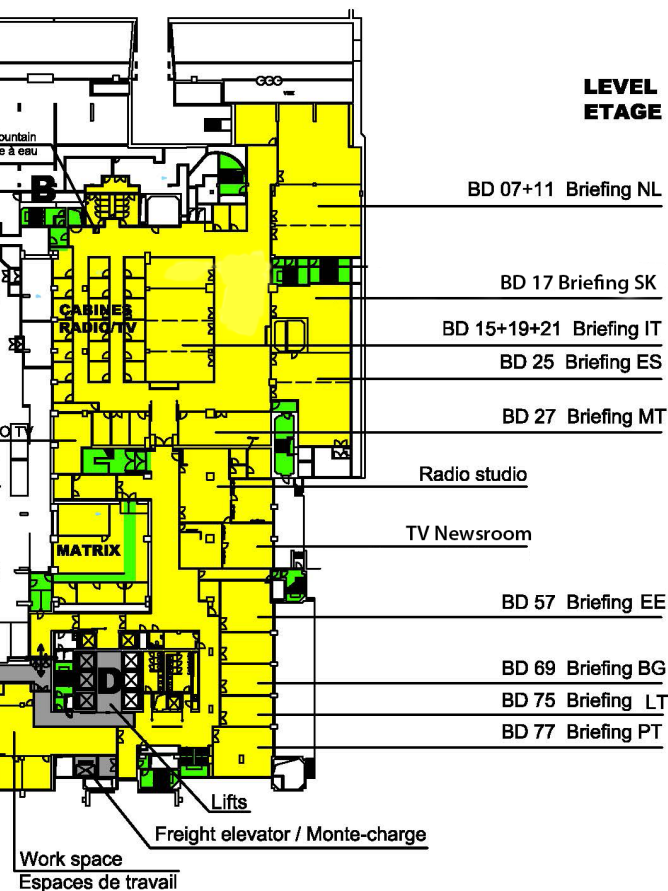 LEVEL
ETAGE
ountain
e à eau
B
BD 07+11 Briefing NL
BD 17 Briefing SK
CABINES
RADIO/TV
BD 15+19+21 Briefing IT
BD 25 Briefing ES
BD 27 Briefing MT
O TV
Radio studio
TV Newsroom
MATRIX
BD 57 Briefing EE
D
BD 69 Briefing BG
BD 75 Briefing LT
BD 77 Briefing PT
Lifts
Freight elevator / Monte-charge
Work space
Espaces de travail